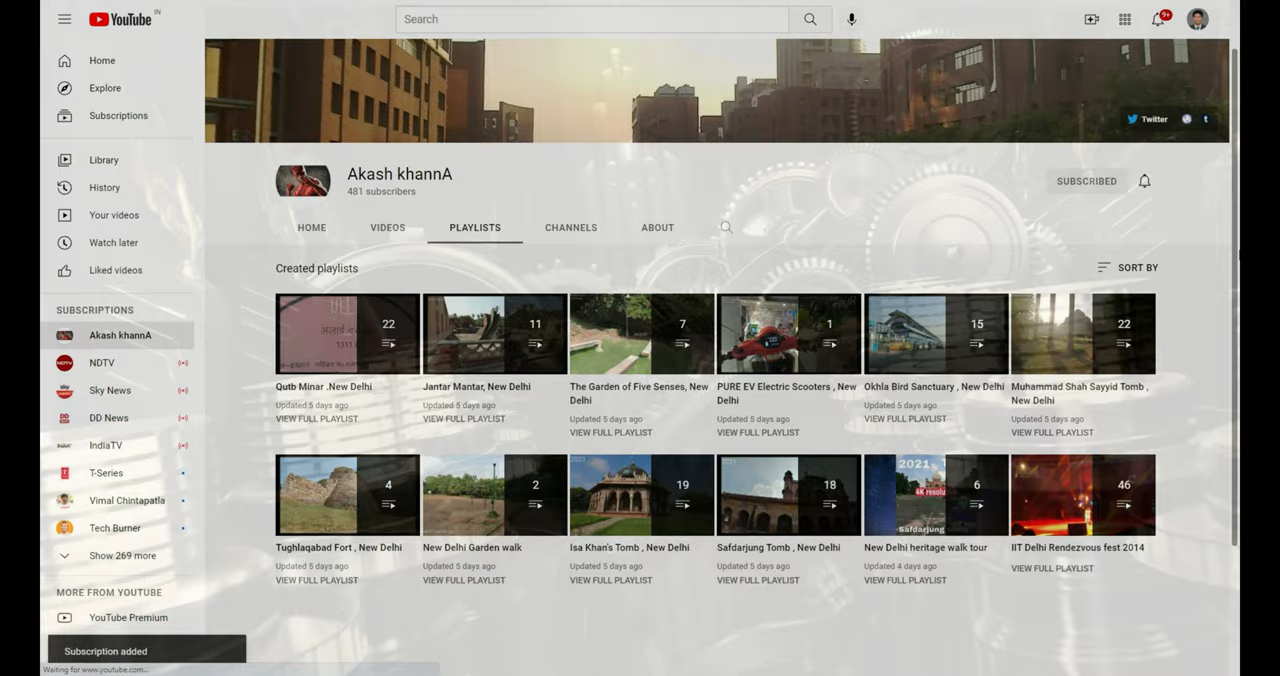 YouTube IN
Search
9+
Home
Explore
Subscriptions
Library
History
Your videos
Watch later
Liked videos
SUBSCRIPTIONS
Akash khannA
NDTV
Sky News
DD News
IndiaTV
T-Series
Vimal Chintapatla
Tech Burner
Show 269 more
MORE FROM YOUTUBE
YouTube Premium
Subscription added
Waiting for www.youtube.com...
Twitter
Akash khannA
481 subscribers
SUBSCRIBED
HOME VIDEOS PLAYLISTS CHANNELS ABOUT
Created playlists
SORT BY
22 11 7 1 15 22
Qutb Minar .New Delhi
Updated 5 days ago
VIEW FULL PLAYLIST
Jantar Mantar, New Delhi
Updated 5 days ago
VIEW FULL PLAYLIST
The Garden of Five Senses, New
Delhi
Updated 5 days ago
VIEW FULL PLAYLIST
PURE EV Electric Scooters , New
Delhi
Updated 5 days ago
VIEW FULL PLAYLIST
Okhla Bird Sanctuary , New Delhi
Updated 5 days ago
VIEW FULL PLAYLIST
Muhammad Shah Sayyid Tomb ,
New Delhi
Updated 5 days ago
VIEW FULL PLAYLIST
4 2 19 18 6 46
2021
4K resolu
Safdarjung
Tughlaqabad Fort , New Delhi
Updated 5 days ago
VIEW FULL PLAYLIST
New Delhi Garden walk
Updated 5 days ago
VIEW FULL PLAYLIST
Isa Khan's Tomb , New Delhi
Updated 5 days ago
VIEW FULL PLAYLIST
Safdarjung Tomb , New Delhi
Updated 5 days ago
VIEW FULL PLAYLIST
New Delhi heritage walk tour
Updated 4 days ago
VIEW FULL PLAYLIST
IIT Delhi Rendezvous fest 2014
VIEW FULL PLAYLIST